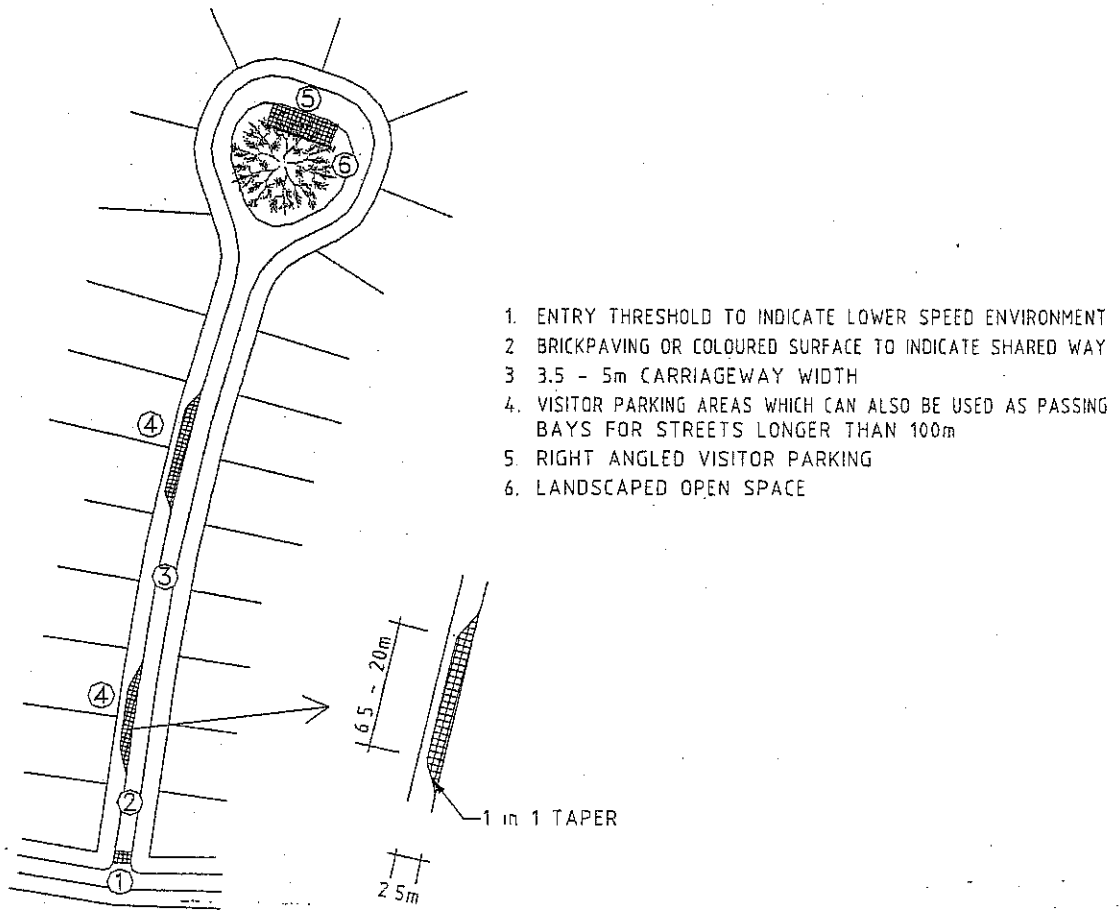 5
6
1. ENTRY THRESHOLD TO INDICATE LOWER SPEED ENVIRONMENT
2 BRICKPAVING OR COLOURED SURFACE TO INDICATE SHARED WAY
3 3.5 - 5m CARRIAGEWAY WIDTH
4. VISITOR PARKING AREAS WHICH CAN ALSO BE USED AS PASSING
BAYS FOR STREETS LONGER THAN 100m
5. RIGHT ANGLED VISITOR PARKING
6. LANDSCAPED OPEN SPACE
4
3
4
6 5 - 20m
2
1 in 1 TAPER
1
2 5m